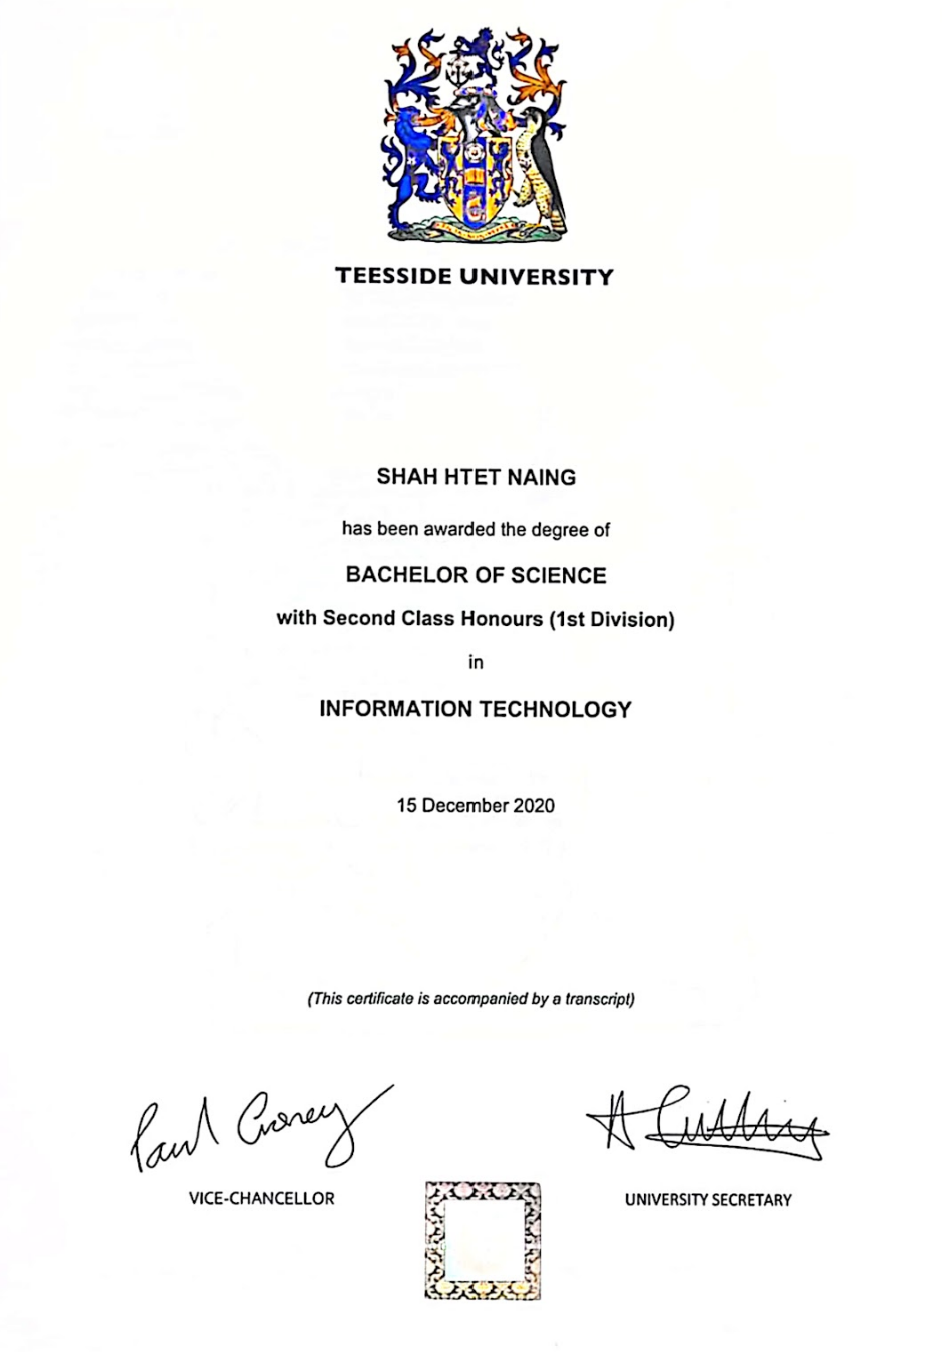 TEESSIDE UNIVERSITY
SHAH HTET NAING
has been awarded the degree of
BACHELOR OF SCIENCE
with Second Class Honours (1st Division)
in
INFORMATION TECHNOLOGY
15 December 2020
(This certificate is accompanied by a transcript)
Paul Croney
VICE-CHANCELLOR
UNIVERSITY SECRETARY